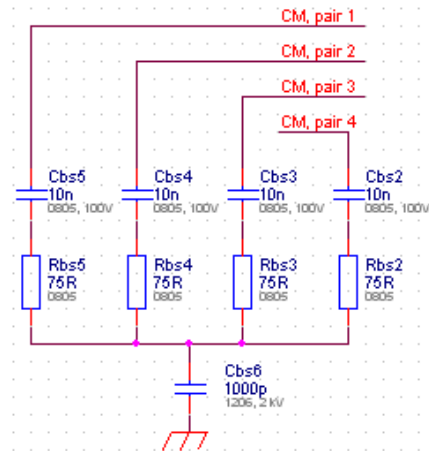 CM, pair 1
CM, pair 2
CM, pair 3
CM, pair 4
Cbs5
10n
0805, 100V
Cbs4
10n
0805, 100V
Cbs3
10n
0805, 100V
Cbs2
10n
0805, 100V
Rbs5
75R
0805
Rbs4
75R
0805
Rbs3
75R
0805
Rbs2
75R
0805
Cbs6
1000p
1206, 2kV